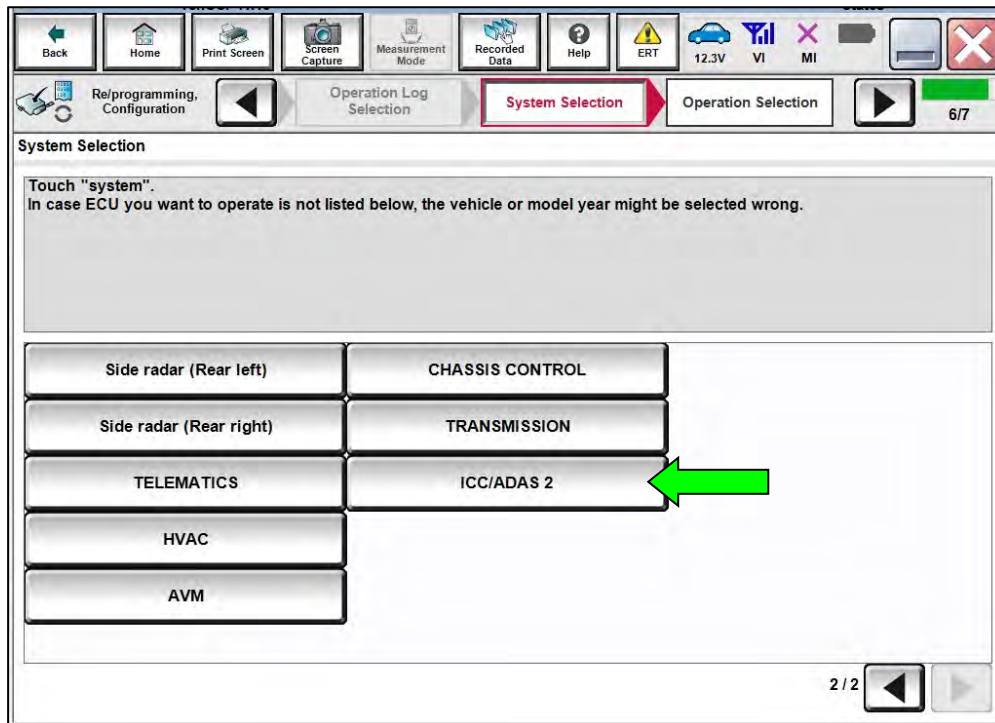 Back
Home
Print Screen
Screen
Capture
Measurement
Mode
Recorded
Data
Help
ERT
12.3V
VI
MI
Re/programming,
Configuration
Operation Log
Selection
System Selection
Operation Selection
6/7
System Selection
Touch "system".
In case ECU you want to operate is not listed below, the vehicle or model year might be selected wrong.
Side radar (Rear left)
CHASSIS CONTROL
Side radar (Rear right)
TRANSMISSION
TELEMATICS
ICC/ADAS 2
HVAC
AVM
2 / 2